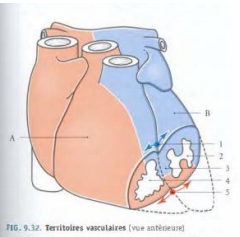 A
B
1
2
3
4
5
FIG. 9.32. Territoires vasculaires (vue antérieure)